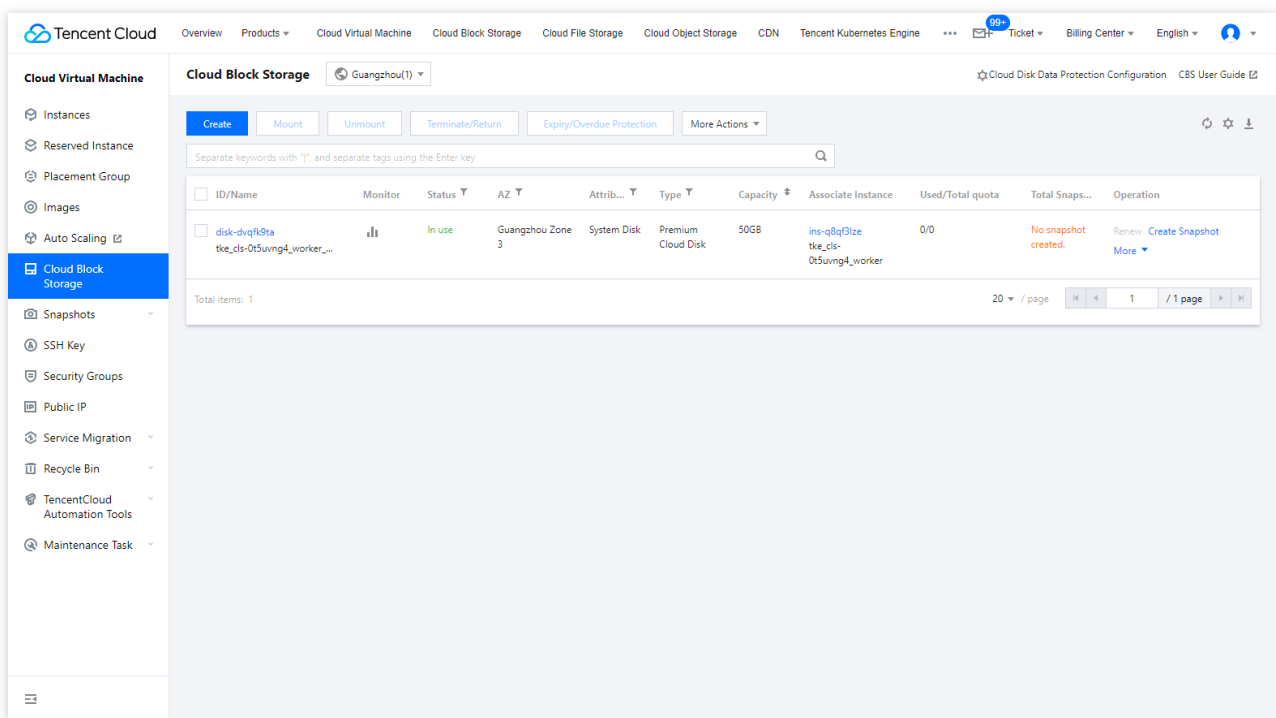 Tencent Cloud
Overview Products Cloud Virtual Machine Cloud Block Storage Cloud File Storage Cloud Object Storage CDN Tencent Kubernetes Engine ••• 99+ Ticket Billing Center English
Cloud Virtual Machine
Instances
Reserved Instance
Placement Group
Images
Auto Scaling
Cloud Block
Storage
Snapshots
SSH Key
Security Groups
Public IP
Service Migration
Recycle Bin
TencentCloud
Automation Tools
Maintenance Task
Cloud Block Storage Guangzhou(1) Cloud Disk Data Protection Configuration CBS User Guide
Create Mount Unmount Terminate/Return Expiry/Overdue Protection More Actions
Separate keywords with "|", and separate tags using the Enter key
ID/Name Monitor Status AZ Attrib... Type Capacity Associate Instance Used/Total quota Total Snaps... Operation
disk-dvqfk9ta In use Guangzhou Zone System Disk Premium 50GB ins-q8qf3lze 0/0 No snapshot Renew Create Snapshot
tke_cls-0t5uvng4_worker_... 3 Cloud Disk tke_cls- created. More
0t5uvng4_worker
Total items: 1 20 / page 1 / 1 page